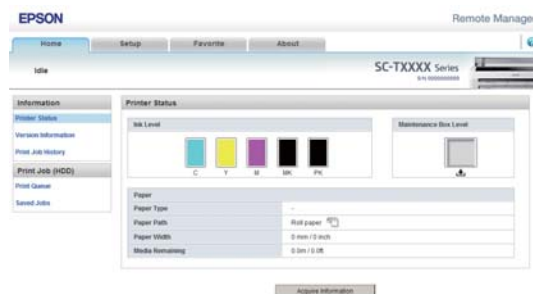 EPSON
Remote Manage
Home Setup Favorite About
Idle
SC-TXXXX Series
Information
Printer Status
Version Information
Print Job History
Print Job (HDD)
Print Queue
Saved Jobs
Printer Status
Ink Level
Maintenance Box Level
C Y M MK PK
Paper
Paper Type -
Paper Path Roll paper
Paper Width 0 mm / 0 inch
Media Remaining 0.0m / 0.0ft
Acquire Information